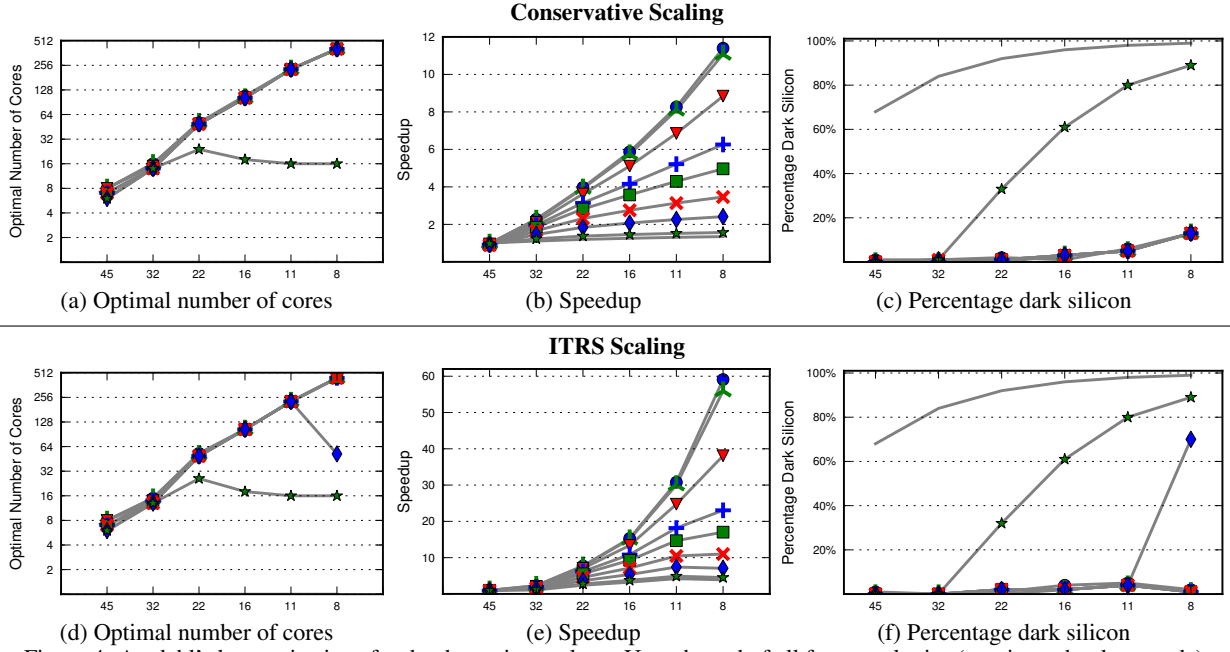 Conservative Scaling
Optimal Number of Cores
512
256
128
64
32
16
8
4
2
45 32 22 16 11 8
(a) Optimal number of cores
Speedup
12
10
8
6
4
2
45 32 22 16 11 8
(b) Speedup
Percentage Dark Silicon
100%
80%
60%
40%
20%
45 32 22 16 11 8
(c) Percentage dark silicon
ITRS Scaling
Optimal Number of Cores
512
256
128
64
32
16
8
4
2
45 32 22 16 11 8
(d) Optimal number of cores
Speedup
60
50
40
30
20
10
45 32 22 16 11 8
(e) Speedup
Percentage Dark Silicon
100%
80%
60%
40%
20%
45 32 22 16 11 8
(f) Percentage dark silicon